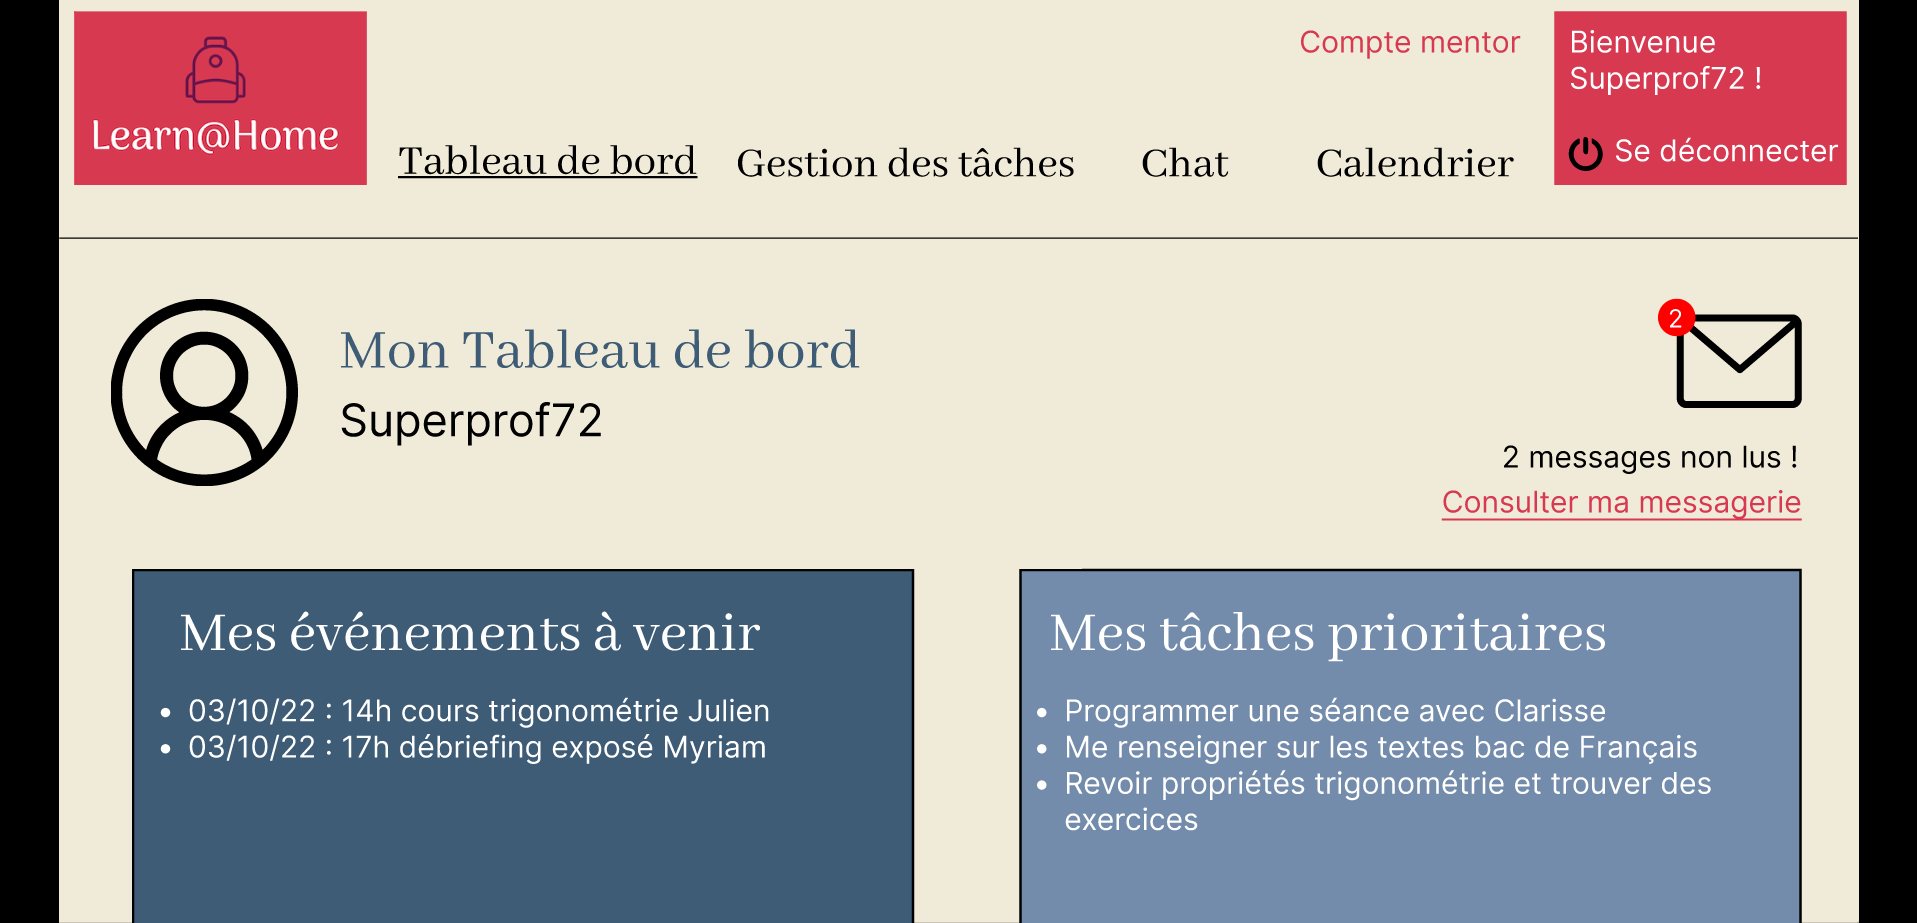 Learn@Home
Compte mentor
Bienvenue
Superprof72 !
Se déconnecter
Tableau de bord
Gestion des tâches
Chat
Calendrier
Mon Tableau de bord
Superprof72
2
2 messages non lus !
Consulter ma messagerie
Mes événements à venir
• 03/10/22 : 14h cours trigonométrie Julien
• 03/10/22 : 17h débriefing exposé Myriam
Mes tâches prioritaires
• Programmer une séance avec Clarisse
• Me renseigner sur les textes bac de Français
• Revoir propriétés trigonométrie et trouver des
exercices